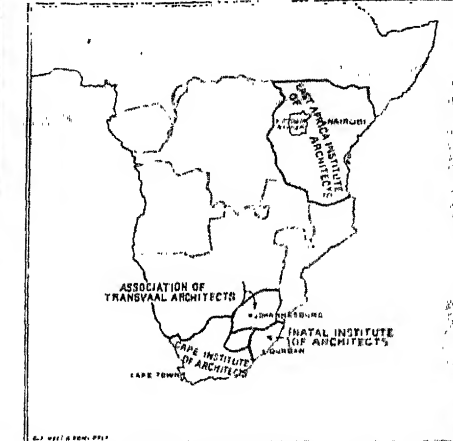 EAST AFRICA INSTITUTE
OF
ARCHITECTS
NAIROBI
ASSOCIATION OF
TRANSVAAL ARCHITECTS
JOHANNESBURG
NATAL INSTITUTE
OF ARCHITECTS
DURBAN
CAPE INSTITUTE
OF ARCHITECTS
CAPE TOWN